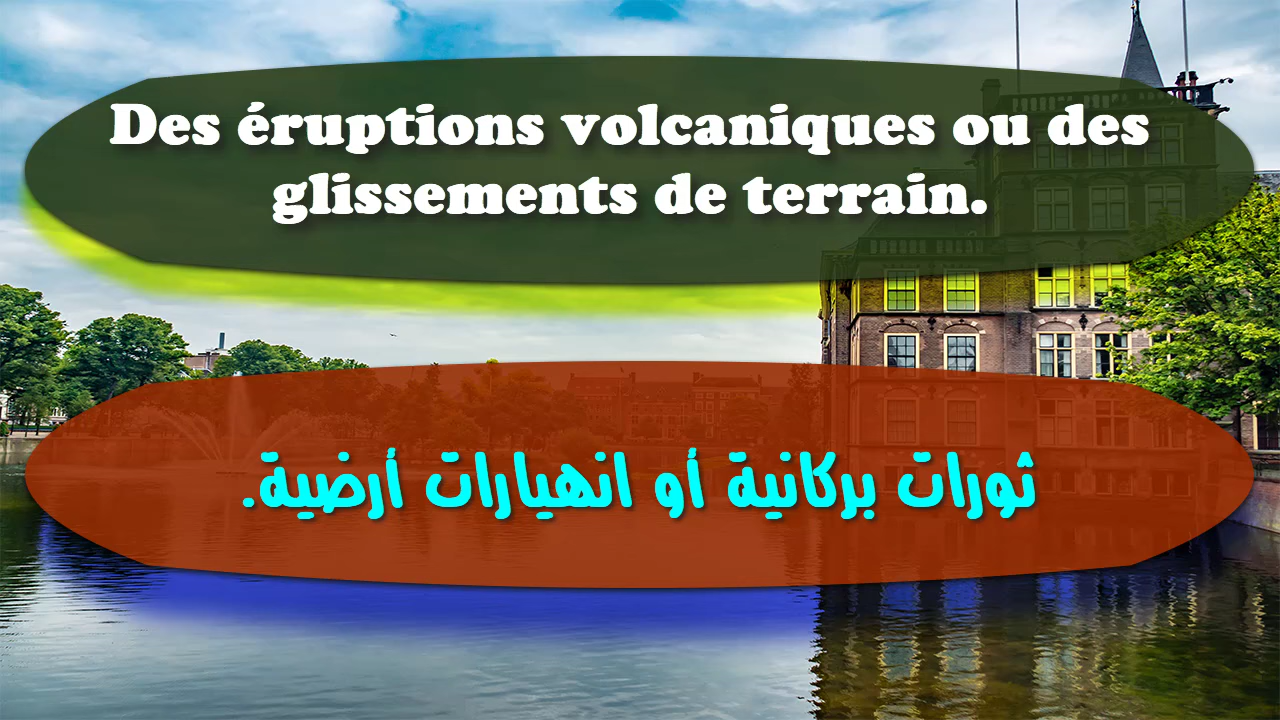 Des éruptions volcaniques ou des
glissements de terrain.
ثورات بركانية أو انهيارات أرضية.